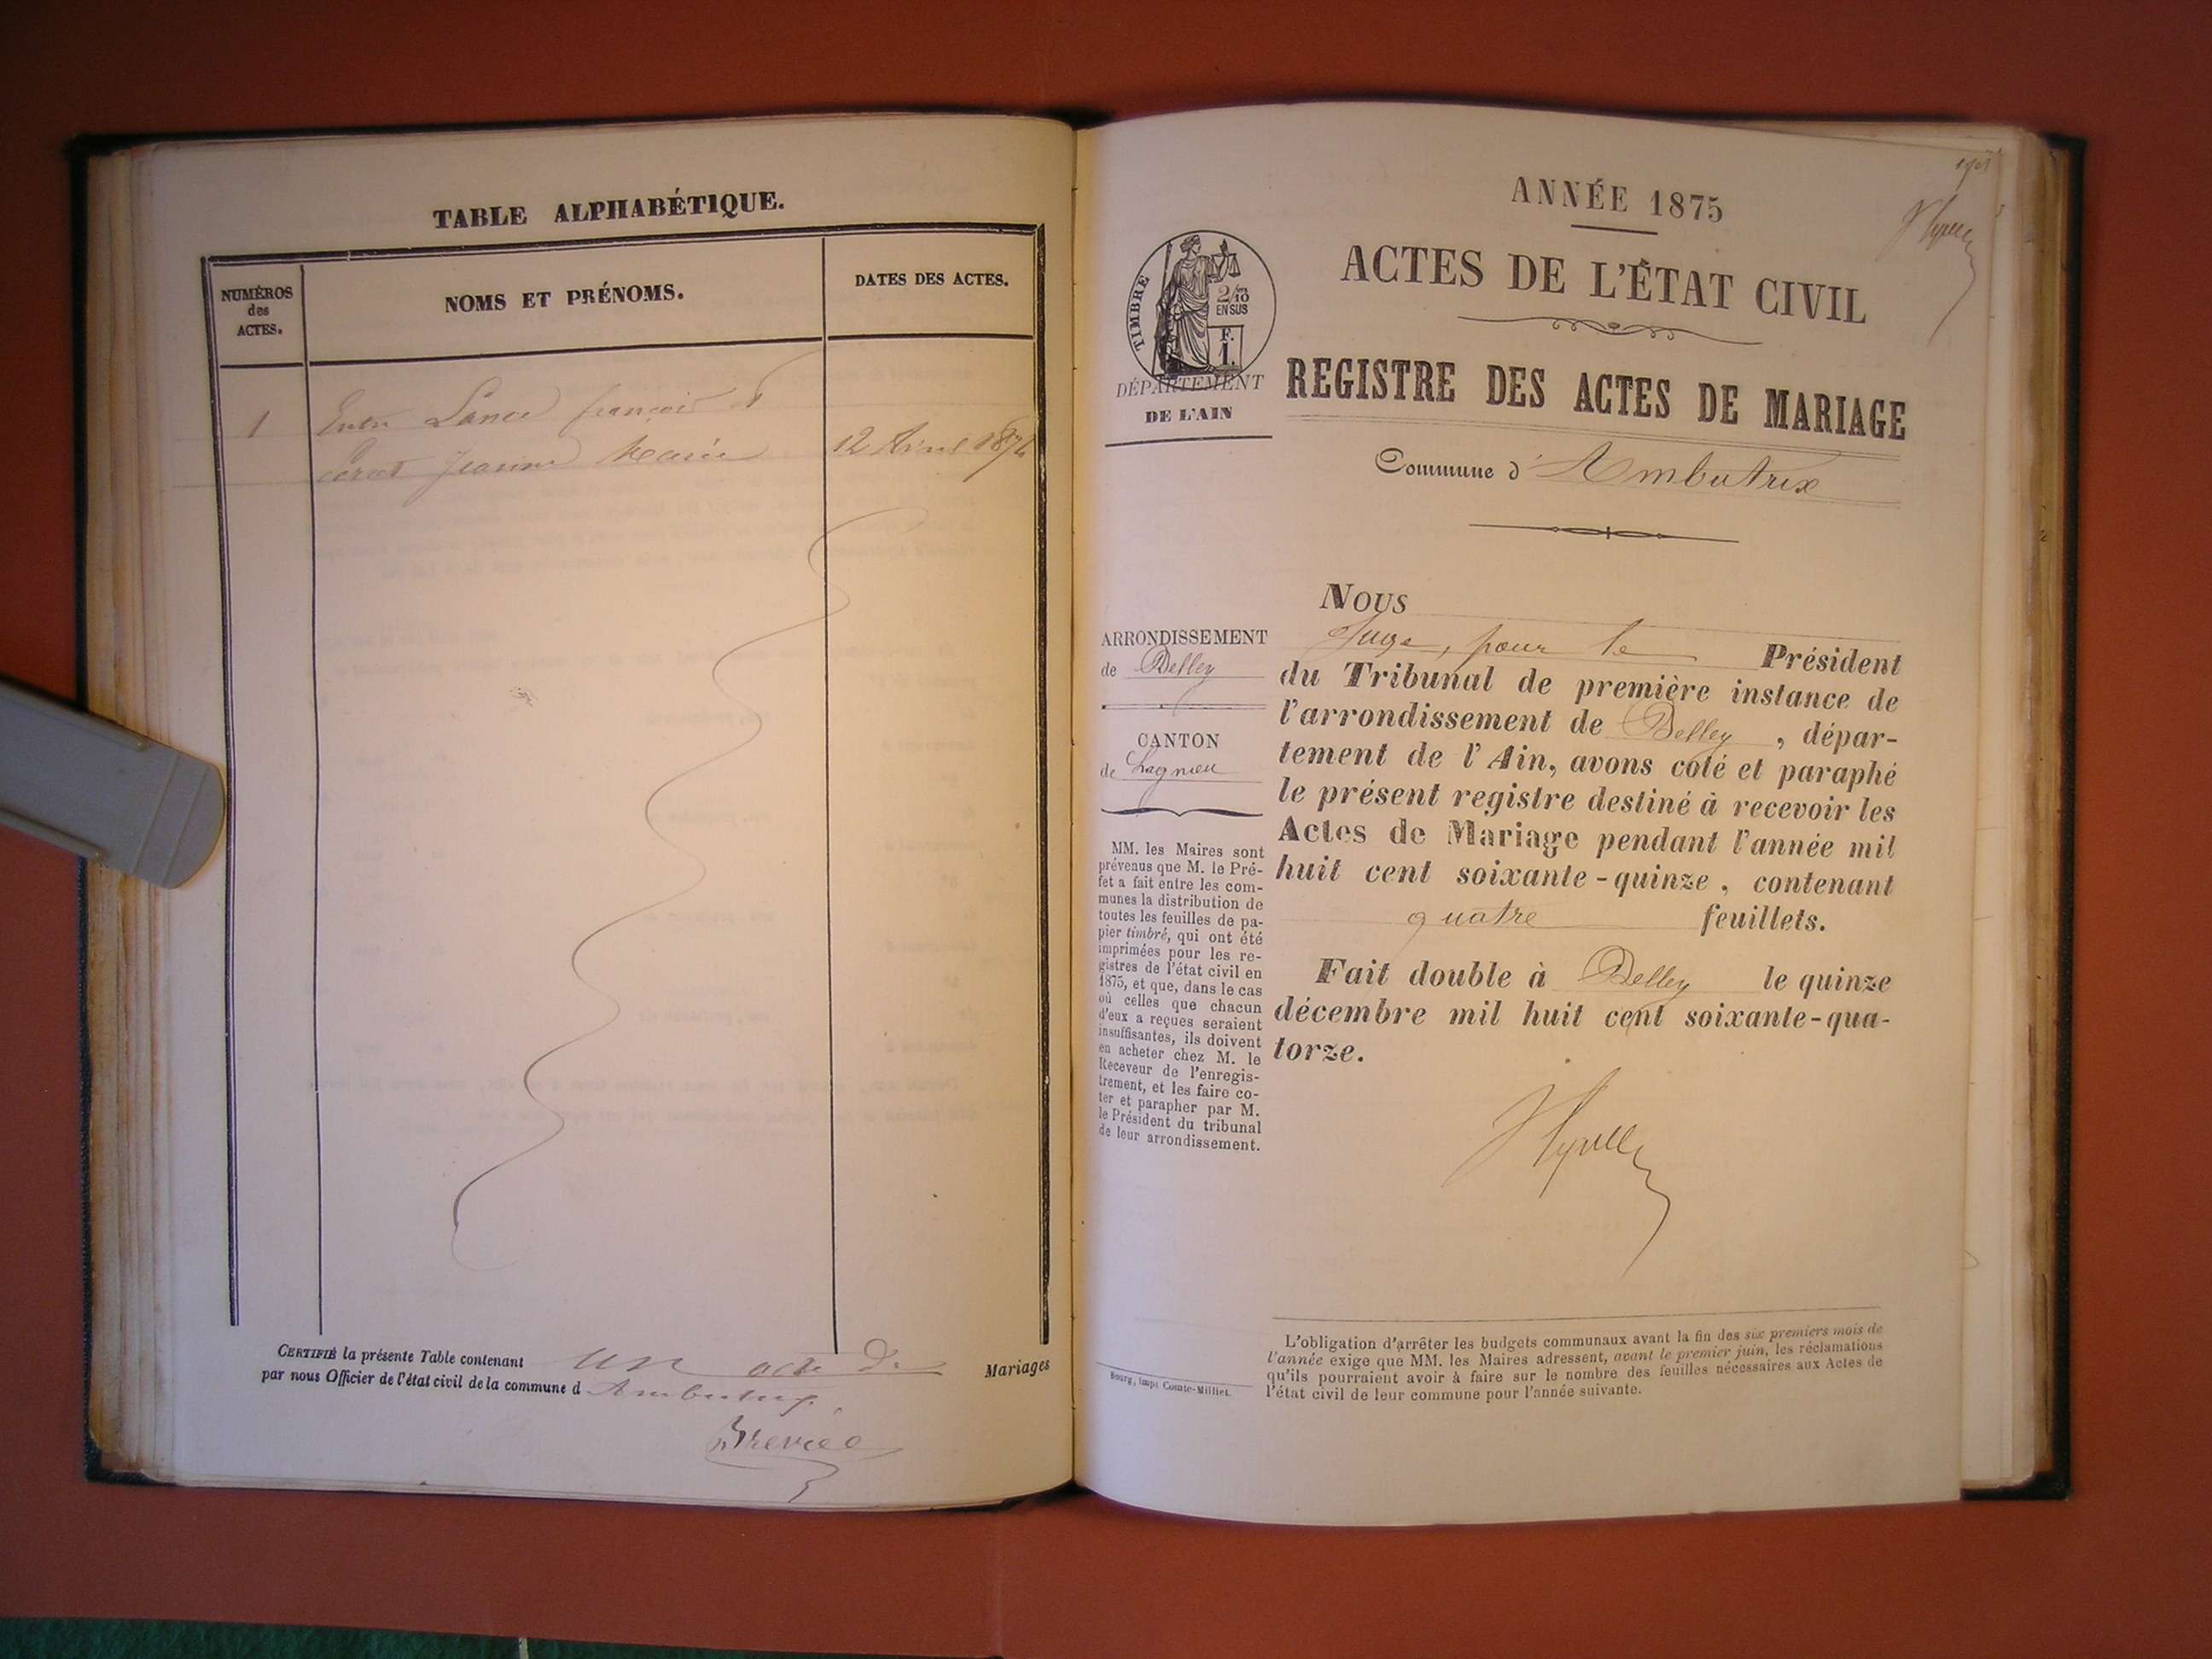 TABLE ALPHABÉTIQUE.
NUMÉROS
des
ACTES.
NOMS ET PRÉNOMS.
DATES DES ACTES.
1
Entre Lance françois &
Jeanne Marie
12 Avril 1874
CERTIFIÉ la présente Table contenant un acte de Mariages
par nous Officier de l'état civil de la commune d Ambutrix
ANNÉE 1875
ACTES DE L'ÉTAT CIVIL
REGISTRE DES ACTES DE MARIAGE
Commune d' Ambutrix
TIMBRE
2/10
EN SUS
F.
1.
DÉPARTEMENT
DE L'AIN
ARRONDISSEMENT
de Belley
CANTON
de Lagnieu
MM. les Maires sont
prévenus que M. le Pré-
fet a fait entre les com-
munes la distribution de
toutes les feuilles de pa-
pier timbré, qui ont été
imprimées pour les re-
gistres de l'état civil en
1875, et que, dans le cas
où celles que chacun
d'eux a reçues seraient
insuffisantes, ils doivent
en acheter chez M. le
Receveur de l'enregis-
trement, et les faire co-
ter et parapher par M.
le Président du tribunal
de leur arrondissement.
Nous
Juge, pour le Président
du Tribunal de première instance de
l'arrondissement de Belley, dépar-
tement de l'Ain, avons coté et paraphé
le présent registre destiné à recevoir les
Actes de Mariage pendant l'année mil
huit cent soixante-quinze, contenant
quatre feuillets.
Fait double à Belley le quinze
décembre mil huit cent soixante-qua-
torze.
Bourg, imp. Comte-Milliet.
L'obligation d'arrêter les budgets communaux avant la fin des six premiers mois de
l'année exige que MM. les Maires adressent, avant le premier juin, les réclamations
qu'ils pourraient avoir à faire sur le nombre des feuilles nécessaires aux Actes de
l'état civil de leur commune pour l'année suivante.